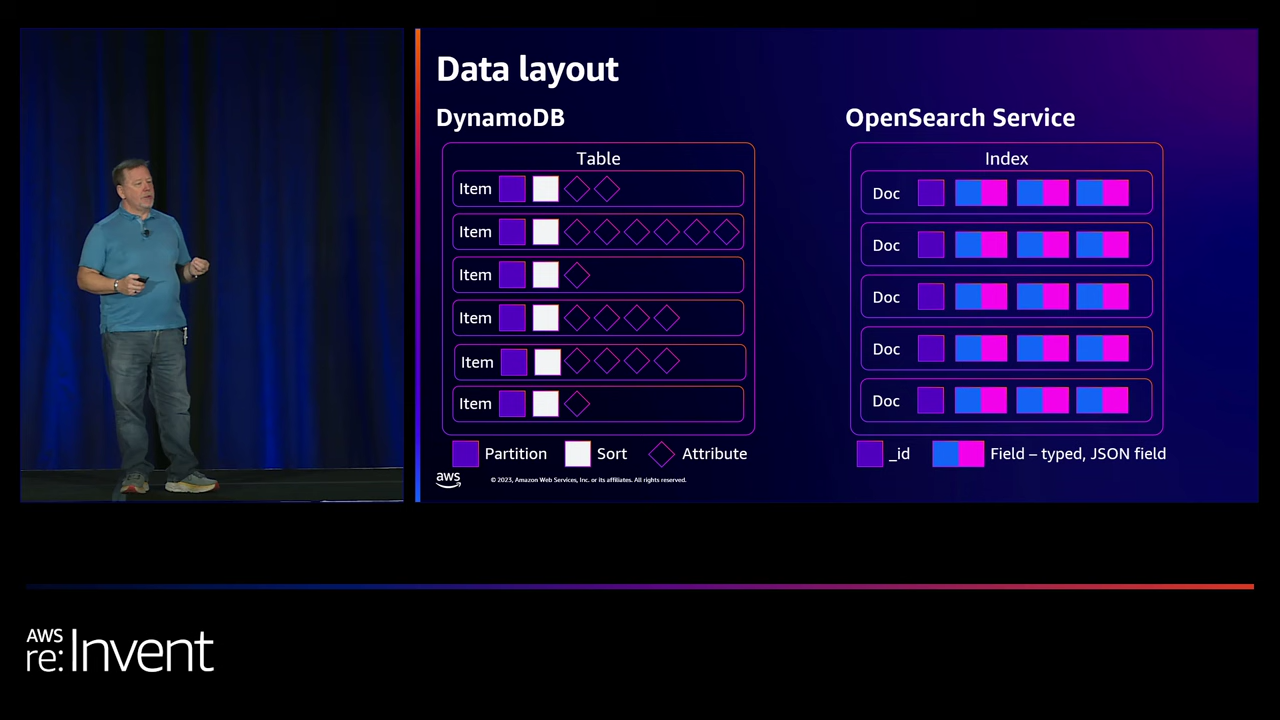 Data layout
DynamoDB
Table
Item
Item
Item
Item
Item
Item
Partition
Sort
Attribute
OpenSearch Service
Index
Doc
Doc
Doc
Doc
Doc
_id
Field – typed, JSON field
aws
© 2023, Amazon Web Services, Inc. or its affiliates. All rights reserved.
AWS
re:Invent